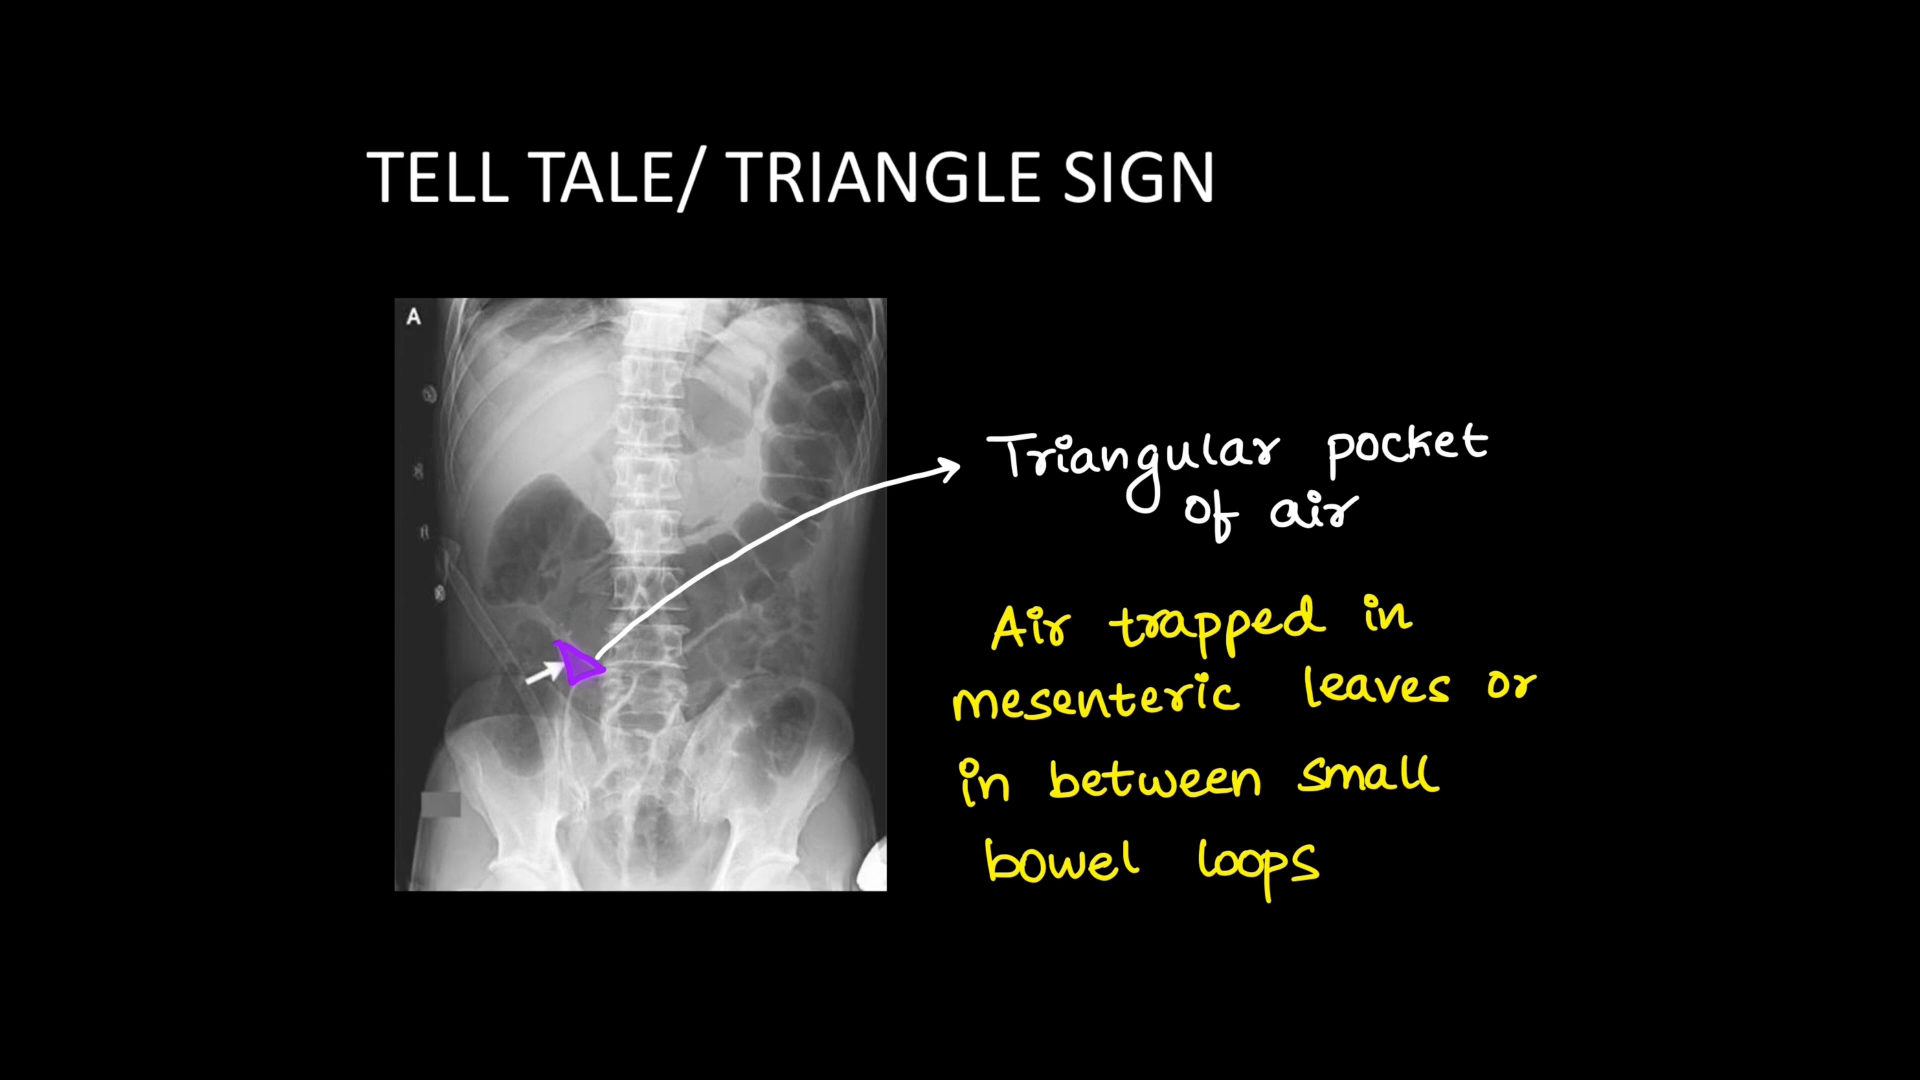 TELL TALE/ TRIANGLE SIGN
A
Triangular pocket
of air
Air trapped in
mesenteric leaves or
in between small
bowel loops